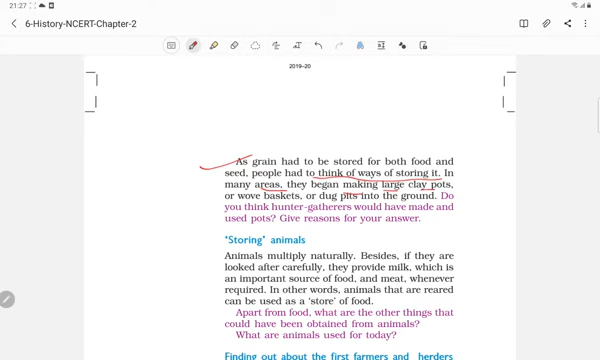 21:27
6-History-NCERT-Chapter-2
2019–20
As grain had to be stored for both food and
seed, people had to think of ways of storing it. In
many areas, they began making large clay pots,
or wove baskets, or dug pits into the ground. Do
you think hunter-gatherers would have made and
used pots? Give reasons for your answer.
‘Storing’ animals
Animals multiply naturally. Besides, if they are
looked after carefully, they provide milk, which is
an important source of food, and meat, whenever
required. In other words, animals that are reared
can be used as a ‘store’ of food.
Apart from food, what are the other things that
could have been obtained from animals?
What are animals used for today?
Finding out about the first farmers and herders